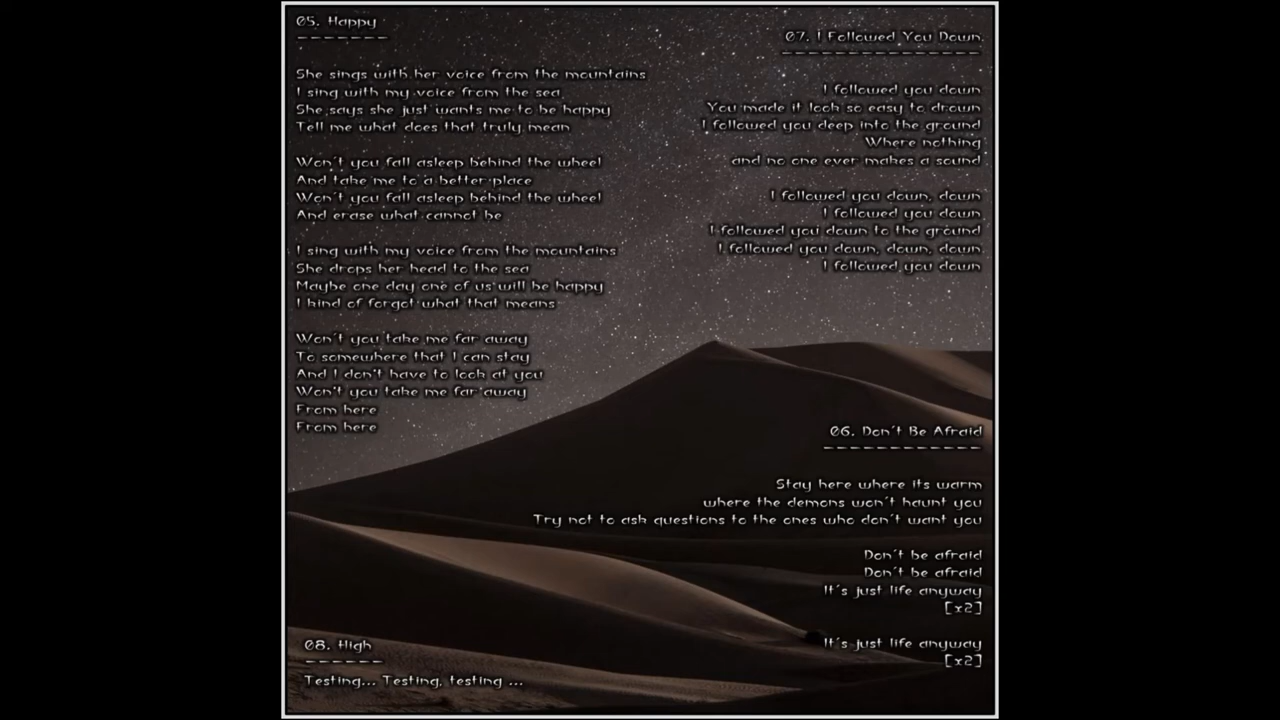 05. Happy
She sings with her voice from the mountains
I sing with my voice from the sea
She says she just wants me to be happy
Tell me what does that truly mean
Won't you fall asleep behind the wheel
And take me to a better place
Won't you fall asleep behind the wheel
And erase what cannot be
I sing with my voice from the mountains
She drops her head to the sea
Maybe one day one of us will be happy
I kind of forgot what that means
Won't you take me far away
To somewhere that I can stay
And I don't have to look at you
Won't you take me far away
From here
From here
07. I Followed You Down
I followed you down
You made it look so easy to drown
I followed you deep into the ground
Where nothing
and no one ever makes a sound
I followed you down, down
I followed you down
I followed you down to the ground
I followed you down, down, down
I followed you down
06. Don't Be Afraid
Stay here where its warm
where the demons won't haunt you
Try not to ask questions to the ones who don't want you
Don't be afraid
Don't be afraid
It's just life anyway
[x2]
It's just life anyway
[x2]
08. High
Testing... Testing, testing ...